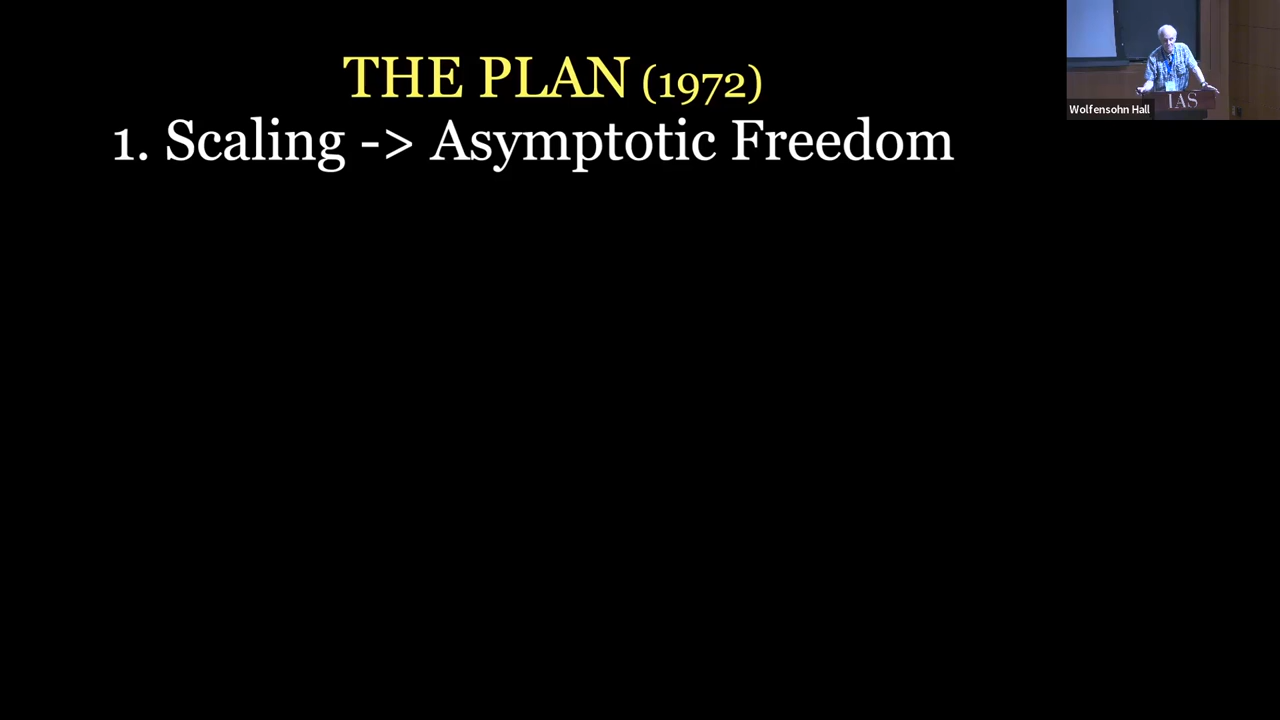 THE PLAN (1972)
1. Scaling -> Asymptotic Freedom
Wolfensohn Hall
IAS